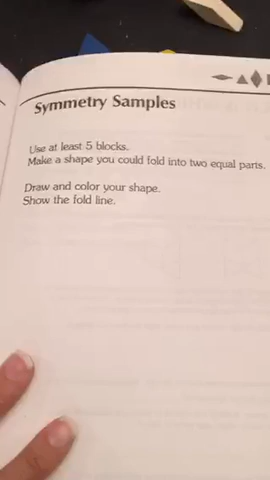 Symmetry Samples
Use at least 5 blocks.
Make a shape you could fold into two equal parts.
Draw and color your shape.
Show the fold line.